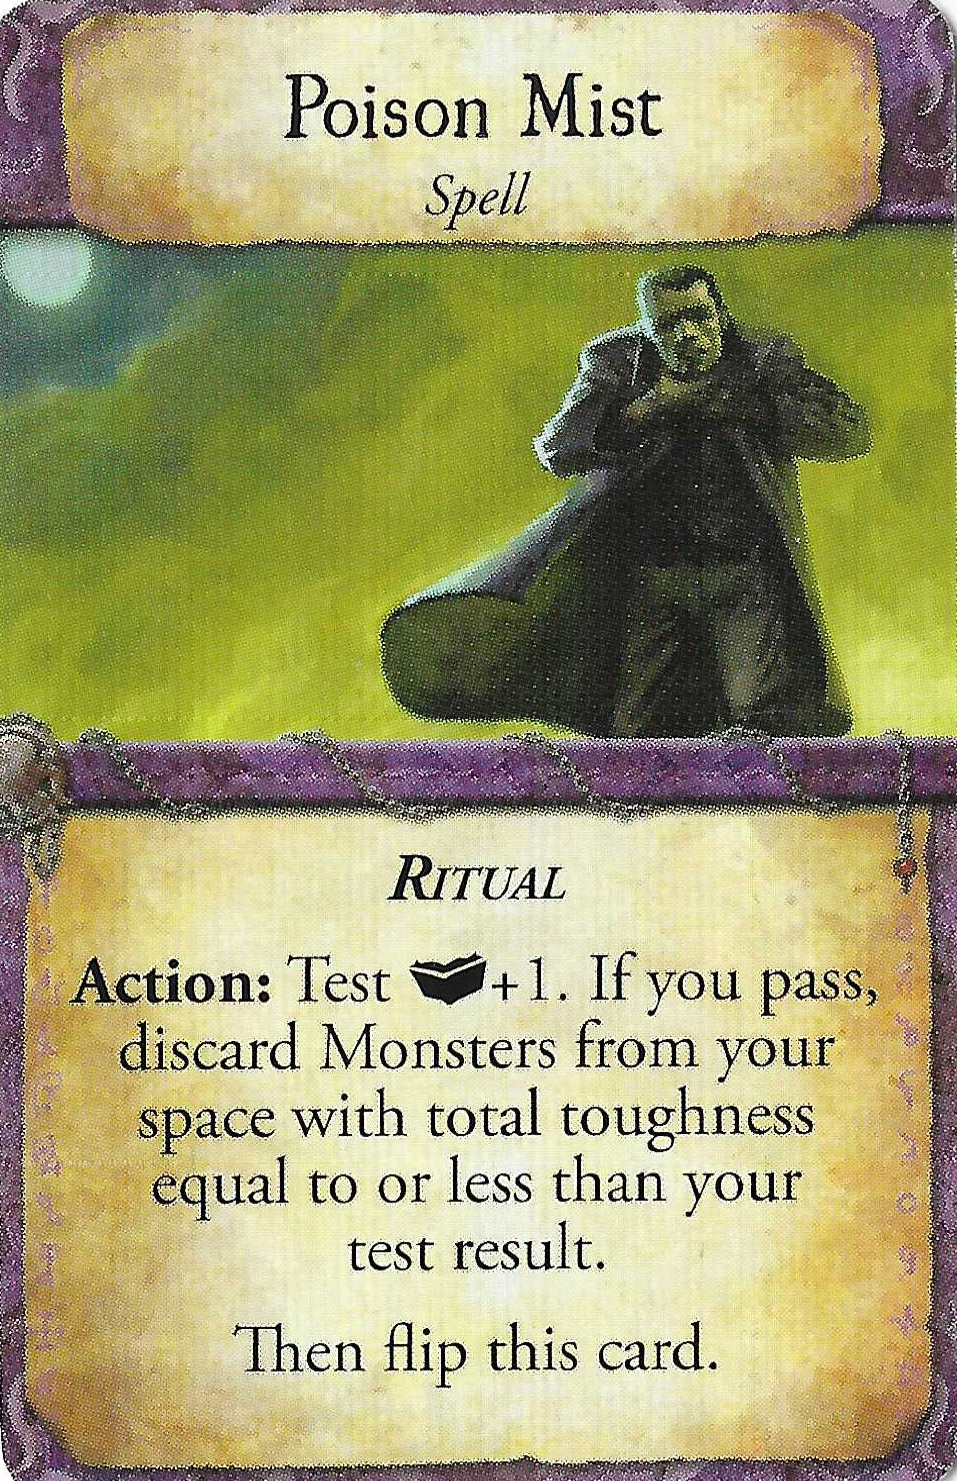 Poison Mist
Spell
RITUAL
Action: Test +1. If you pass,
discard Monsters from your
space with total toughness
equal to or less than your
test result.
Then flip this card.